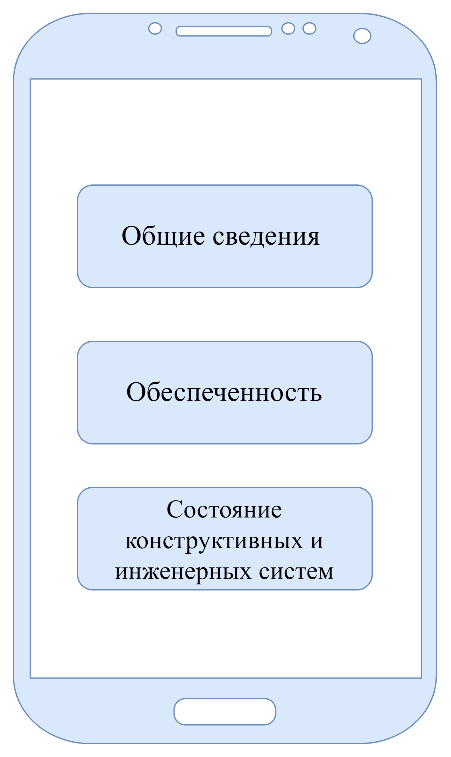 Общие сведения
Обеспеченность
Состояние
конструктивных и
инженерных систем